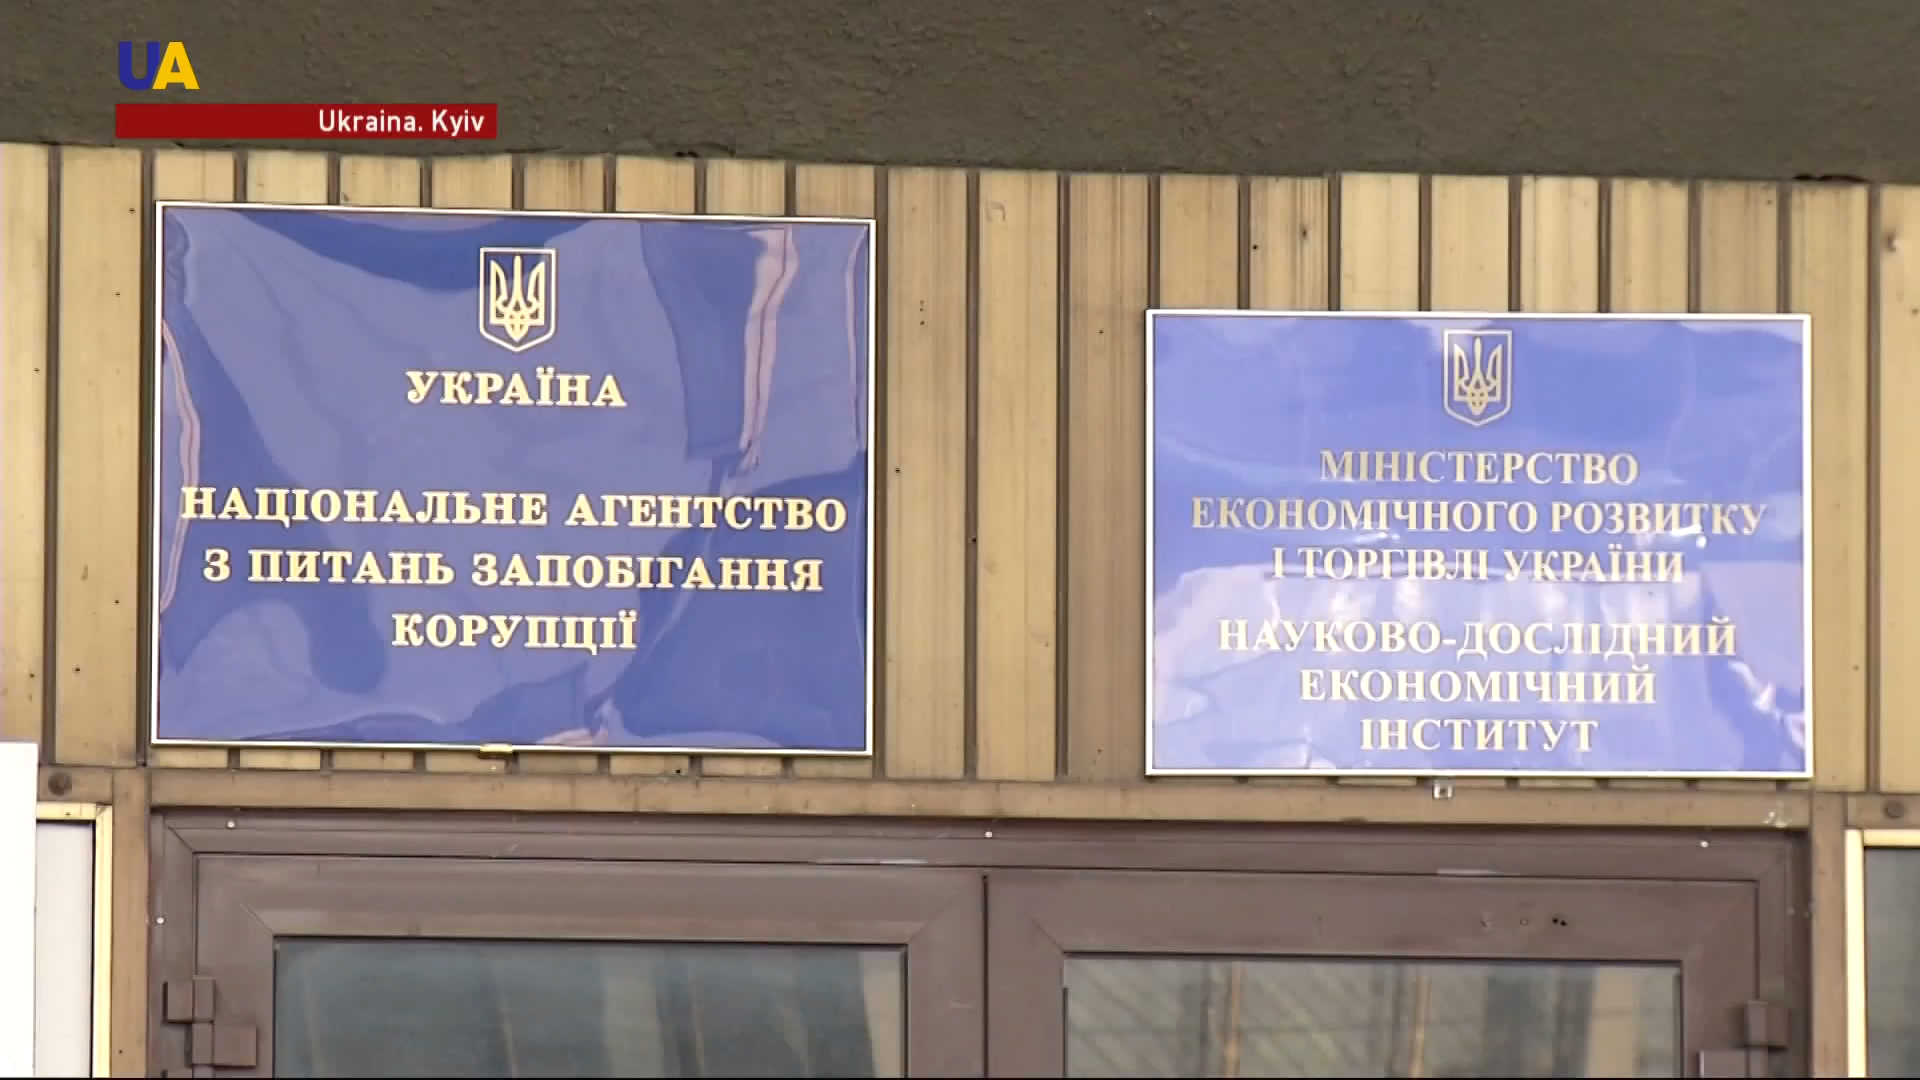 UA
Ukraina. Kyiv
УКРАЇНА
НАЦІОНАЛЬНЕ АГЕНТСТВО
З ПИТАНЬ ЗАПОБІГАННЯ
КОРУПЦІЇ
МІНІСТЕРСТВО
ЕКОНОМІЧНОГО РОЗВИТКУ
І ТОРГІВЛІ УКРАЇНИ
НАУКОВО-ДОСЛІДНИЙ
ЕКОНОМІЧНИЙ
ІНСТИТУТ